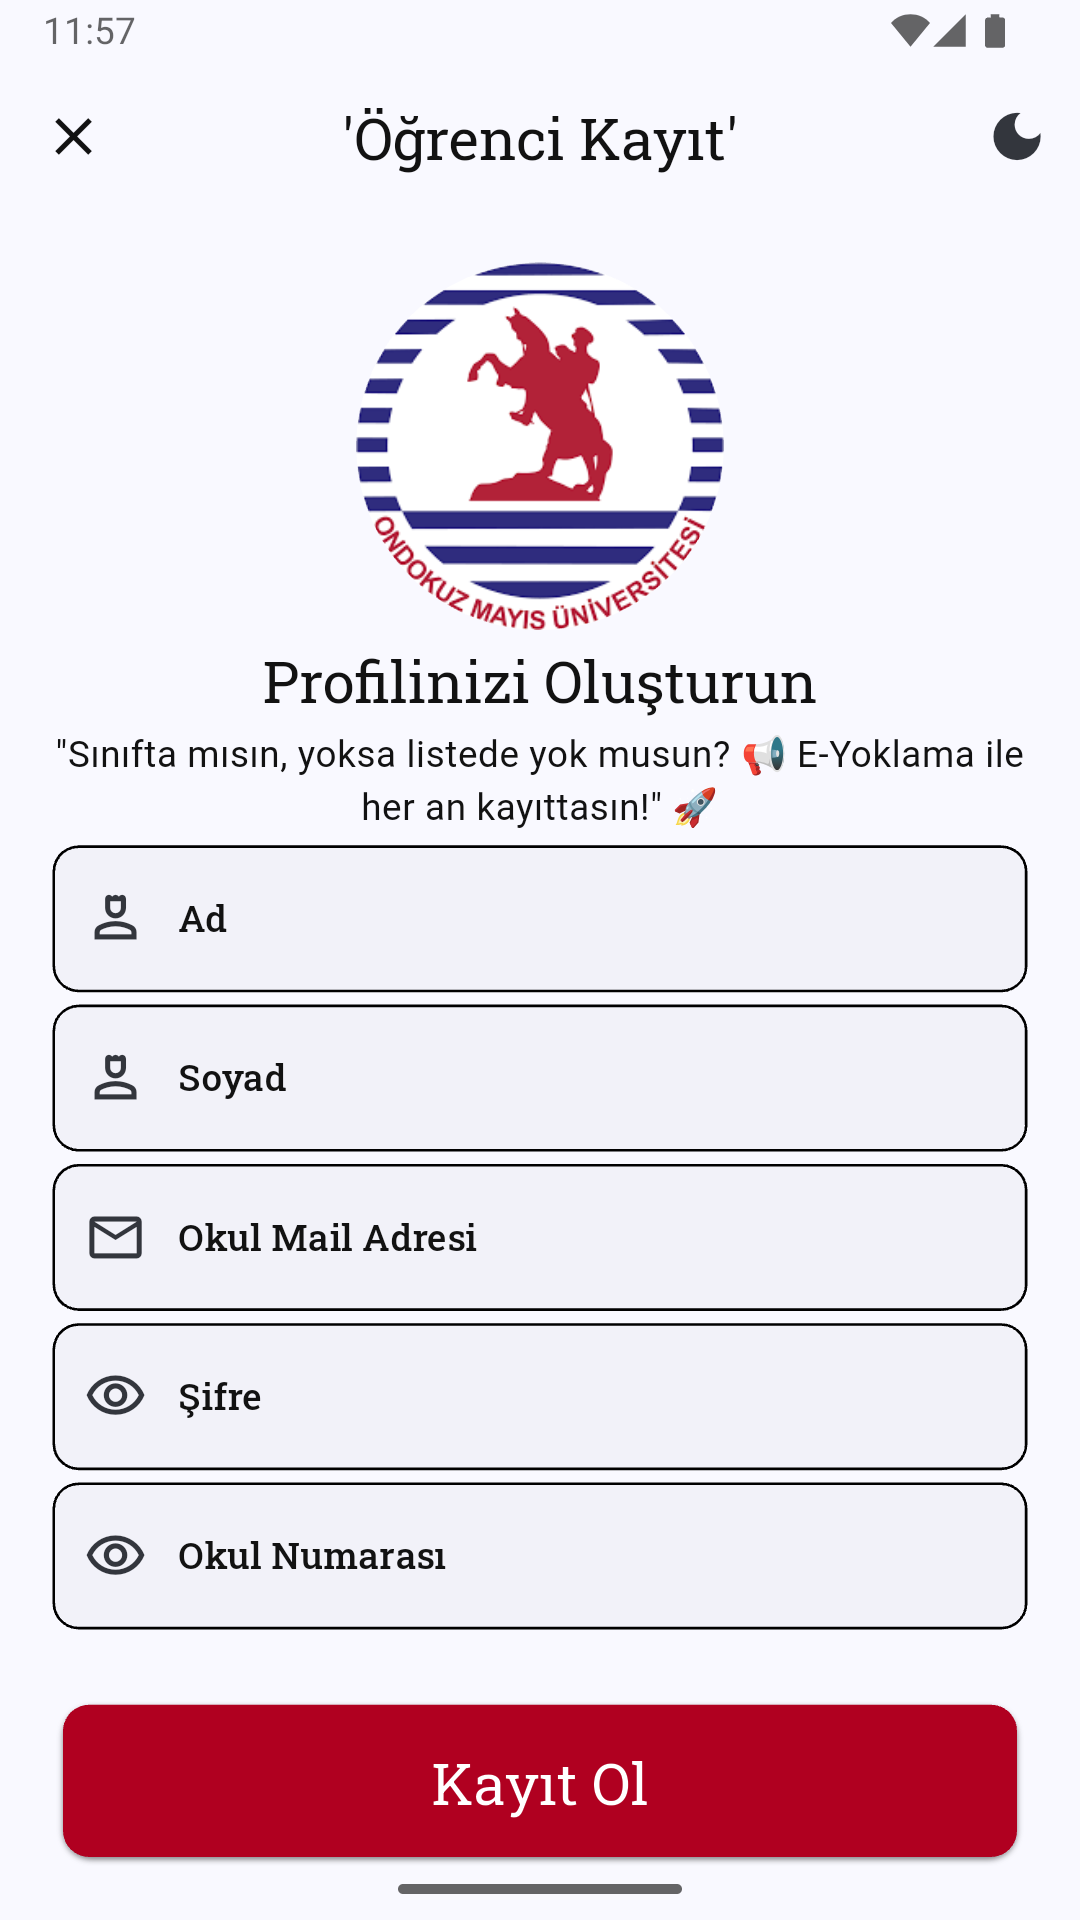 11:57
'Öğrenci Kayıt'
ONDOKUZ MAYIS ÜNİVERSİTESİ
Profilinizi Oluşturun
"Sınıfta mısın, yoksa listede yok musun? 📢 E-Yoklama ile
her an kayıttasın!" 🚀
Ad
Soyad
Okul Mail Adresi
Şifre
Okul Numarası
Kayıt Ol